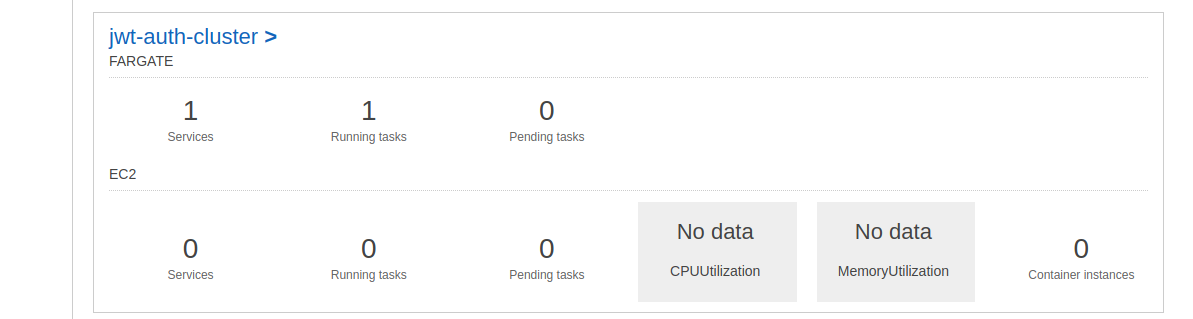 jwt-auth-cluster >
FARGATE
1 1 0
Services Running tasks Pending tasks
EC2
No data No data
0 0 0 0
CPUUtilization MemoryUtilization
Services Running tasks Pending tasks Container instances